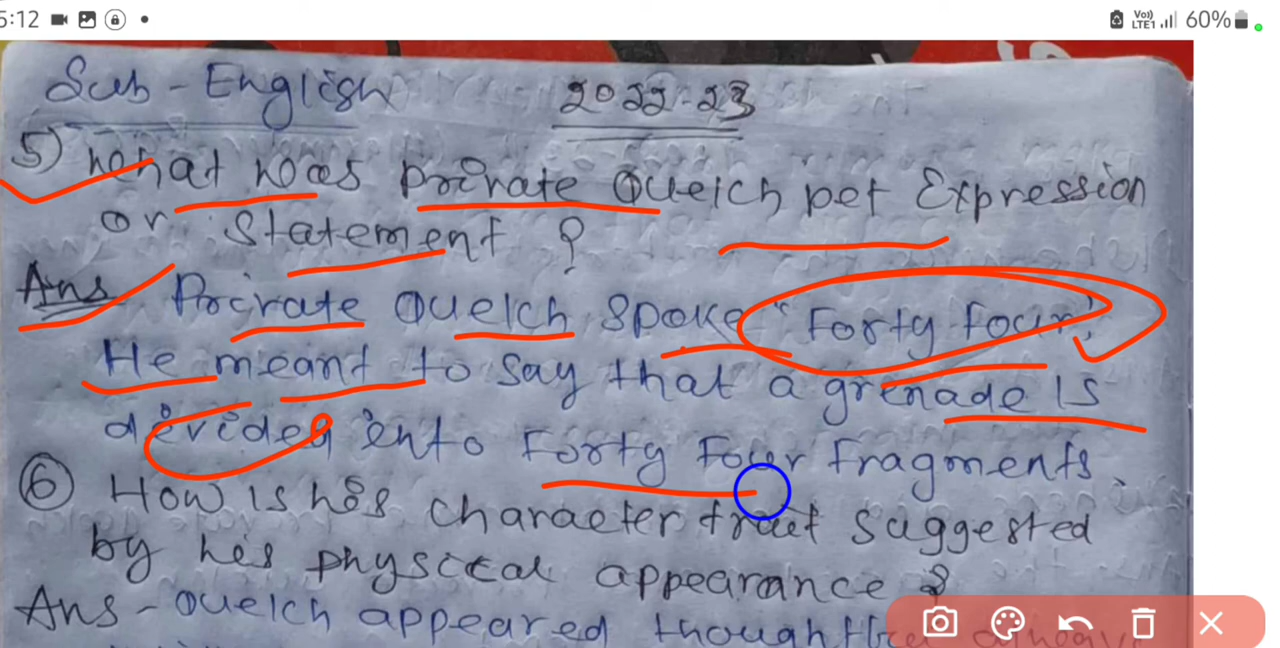 5:12
Vo))
LTE1
60%
Sub - English 2022-23
5) What was private Quelch pet Expression
or statement ?
Ans Private Quelch spoke "Forty Four,
He meant to say that a grenade is
devided into Forty Four fragments.
6 How is his character trait suggested
by his physical appearance ?
Ans - Quelch appeared